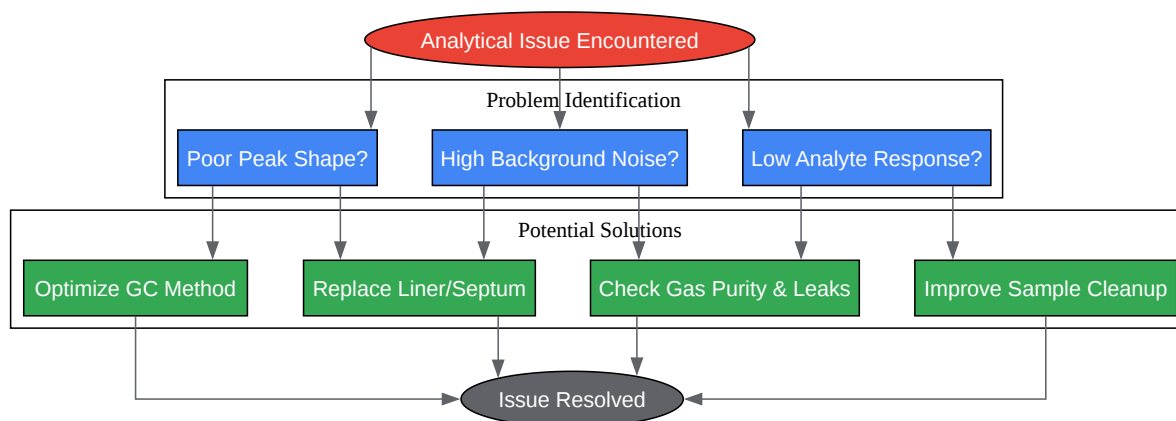 Analytical Issue Encountered
Problem Identification
Poor Peak Shape?
High Background Noise?
Low Analyte Response?
Potential Solutions
Optimize GC Method
Replace Liner/Septum
Check Gas Purity & Leaks
Improve Sample Cleanup
Issue Resolved